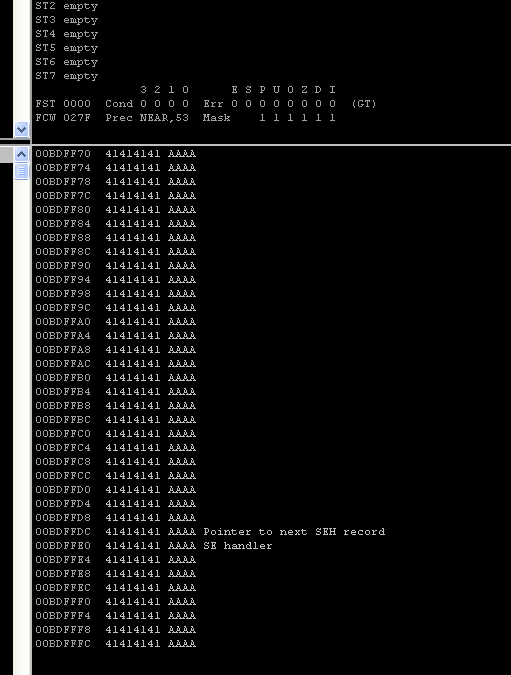 ST2 empty
ST3 empty
ST4 empty
ST5 empty
ST6 empty
ST7 empty
3 2 1 0 E S P U O Z D I
FST 0000 Cond 0 0 0 0 Err 0 0 0 0 0 0 0 0 (GT)
FCW 027F Prec NEAR,53 Mask 1 1 1 1 1 1
00BDFF70 41414141 AAAA
00BDFF74 41414141 AAAA
00BDFF78 41414141 AAAA
00BDFF7C 41414141 AAAA
00BDFF80 41414141 AAAA
00BDFF84 41414141 AAAA
00BDFF88 41414141 AAAA
00BDFF8C 41414141 AAAA
00BDFF90 41414141 AAAA
00BDFF94 41414141 AAAA
00BDFF98 41414141 AAAA
00BDFF9C 41414141 AAAA
00BDFFA0 41414141 AAAA
00BDFFA4 41414141 AAAA
00BDFFA8 41414141 AAAA
00BDFFAC 41414141 AAAA
00BDFFB0 41414141 AAAA
00BDFFB4 41414141 AAAA
00BDFFB8 41414141 AAAA
00BDFFBC 41414141 AAAA
00BDFFC0 41414141 AAAA
00BDFFC4 41414141 AAAA
00BDFFC8 41414141 AAAA
00BDFFCC 41414141 AAAA
00BDFFD0 41414141 AAAA
00BDFFD4 41414141 AAAA
00BDFFD8 41414141 AAAA
00BDFFDC 41414141 AAAA Pointer to next SEH record
00BDFFE0 41414141 AAAA SE handler
00BDFFE4 41414141 AAAA
00BDFFE8 41414141 AAAA
00BDFFEC 41414141 AAAA
00BDFFF0 41414141 AAAA
00BDFFF4 41414141 AAAA
00BDFFF8 41414141 AAAA
00BDFFFC 41414141 AAAA